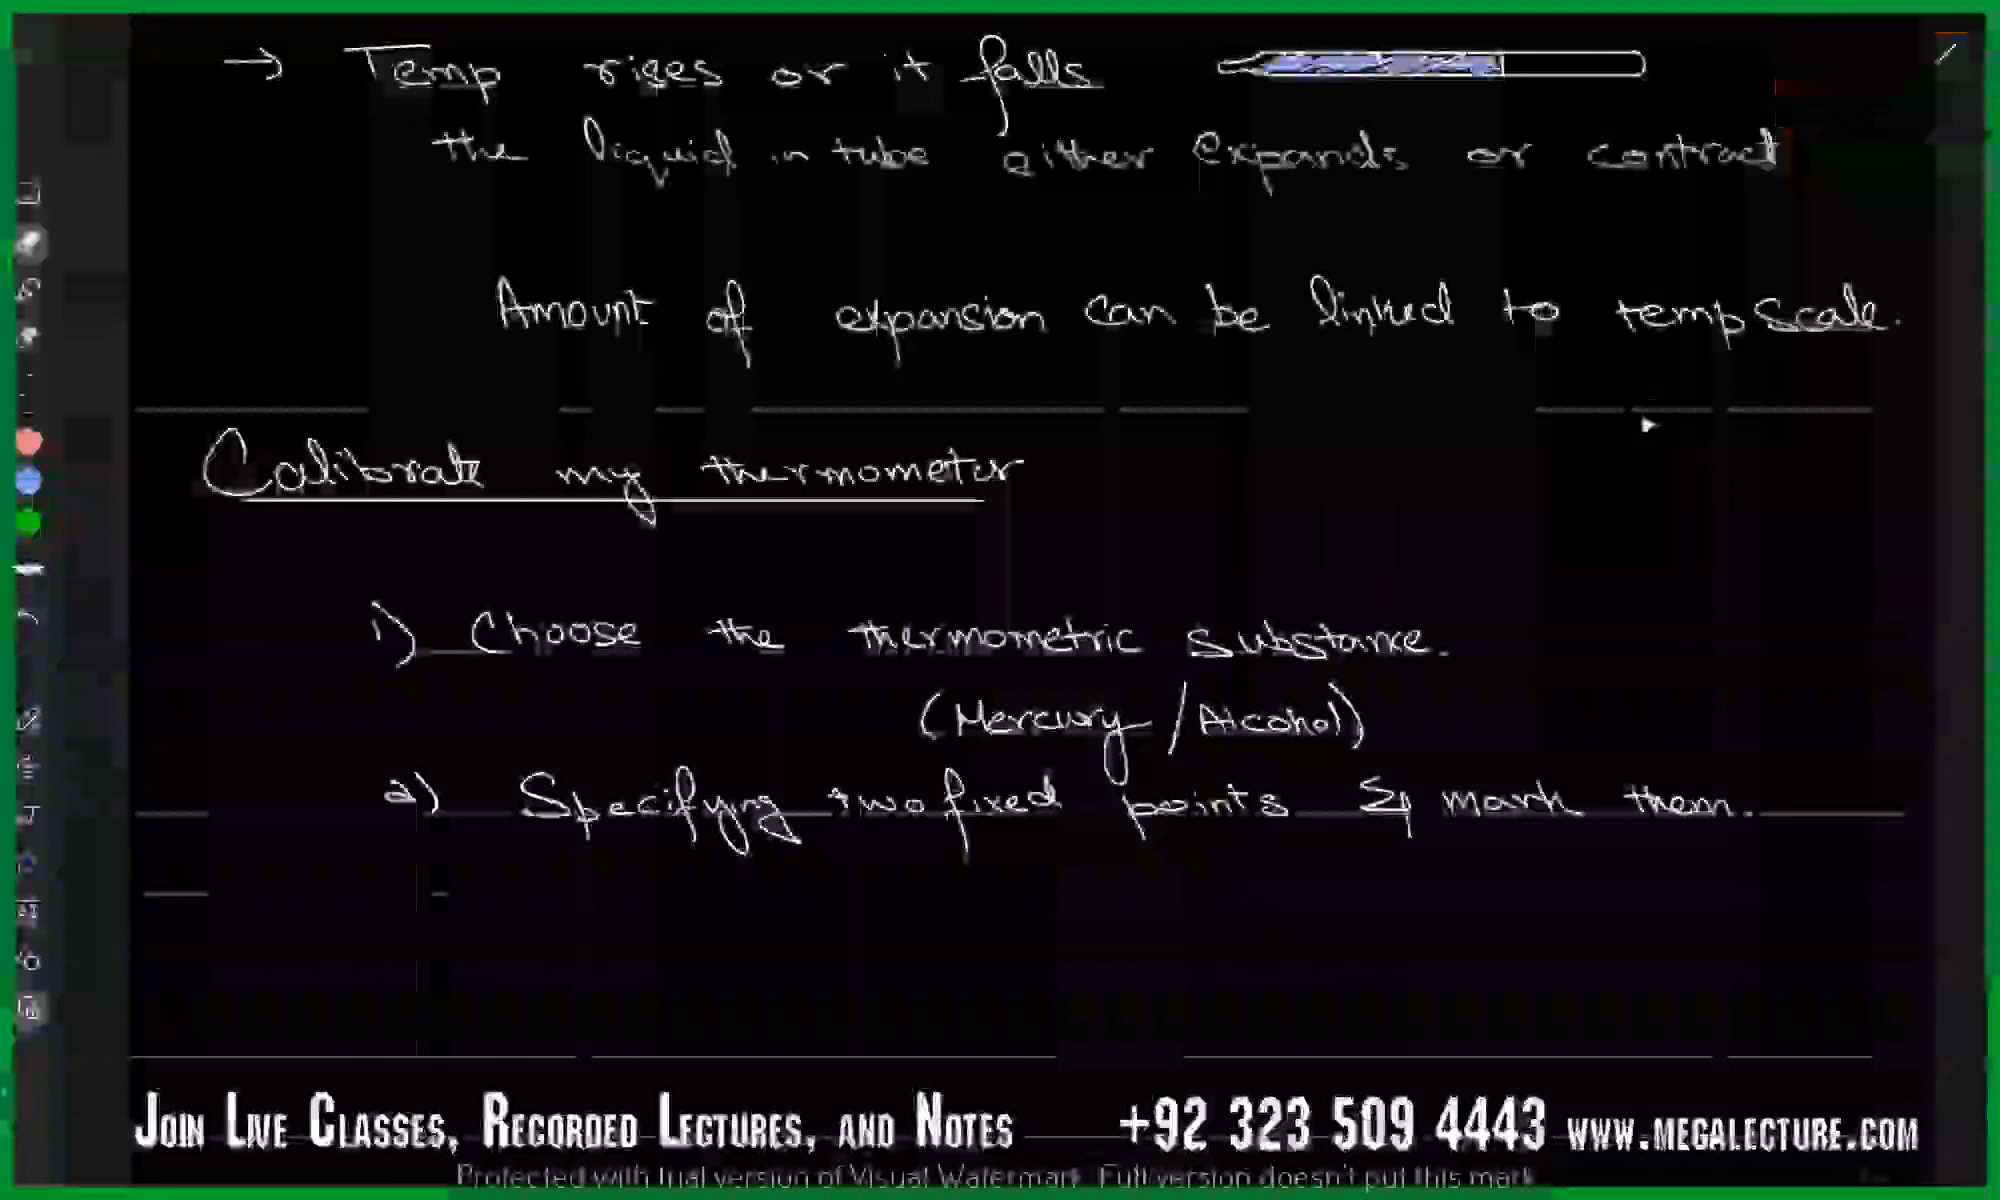 → Temp rises or it falls
the liquid in tube either expands or contract
Amount of expansion can be linked to temp scale.
Calibrate my thermometer
1) Choose the thermometric substance.
(Mercury / Alcohol)
2) Specifying two fixed points & mark them.
JOIN LIVE CLASSES, RECORDED LECTURES, AND NOTES +92 323 509 4443 WWW.MEGALECTURE.COM
Protected with trial version of Visual Watermark. Full version doesn't put this mark.